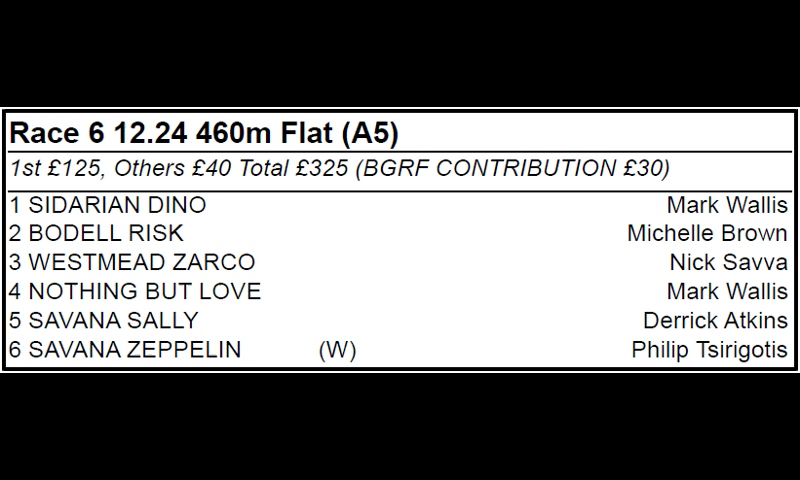 Race 6 12.24 460m Flat (A5)
1st £125, Others £40 Total £325 (BGRF CONTRIBUTION £30)
1 SIDARIAN DINO Mark Wallis
2 BODELL RISK Michelle Brown
3 WESTMEAD ZARCO Nick Savva
4 NOTHING BUT LOVE Mark Wallis
5 SAVANA SALLY Derrick Atkins
6 SAVANA ZEPPELIN (W) Philip Tsirigotis